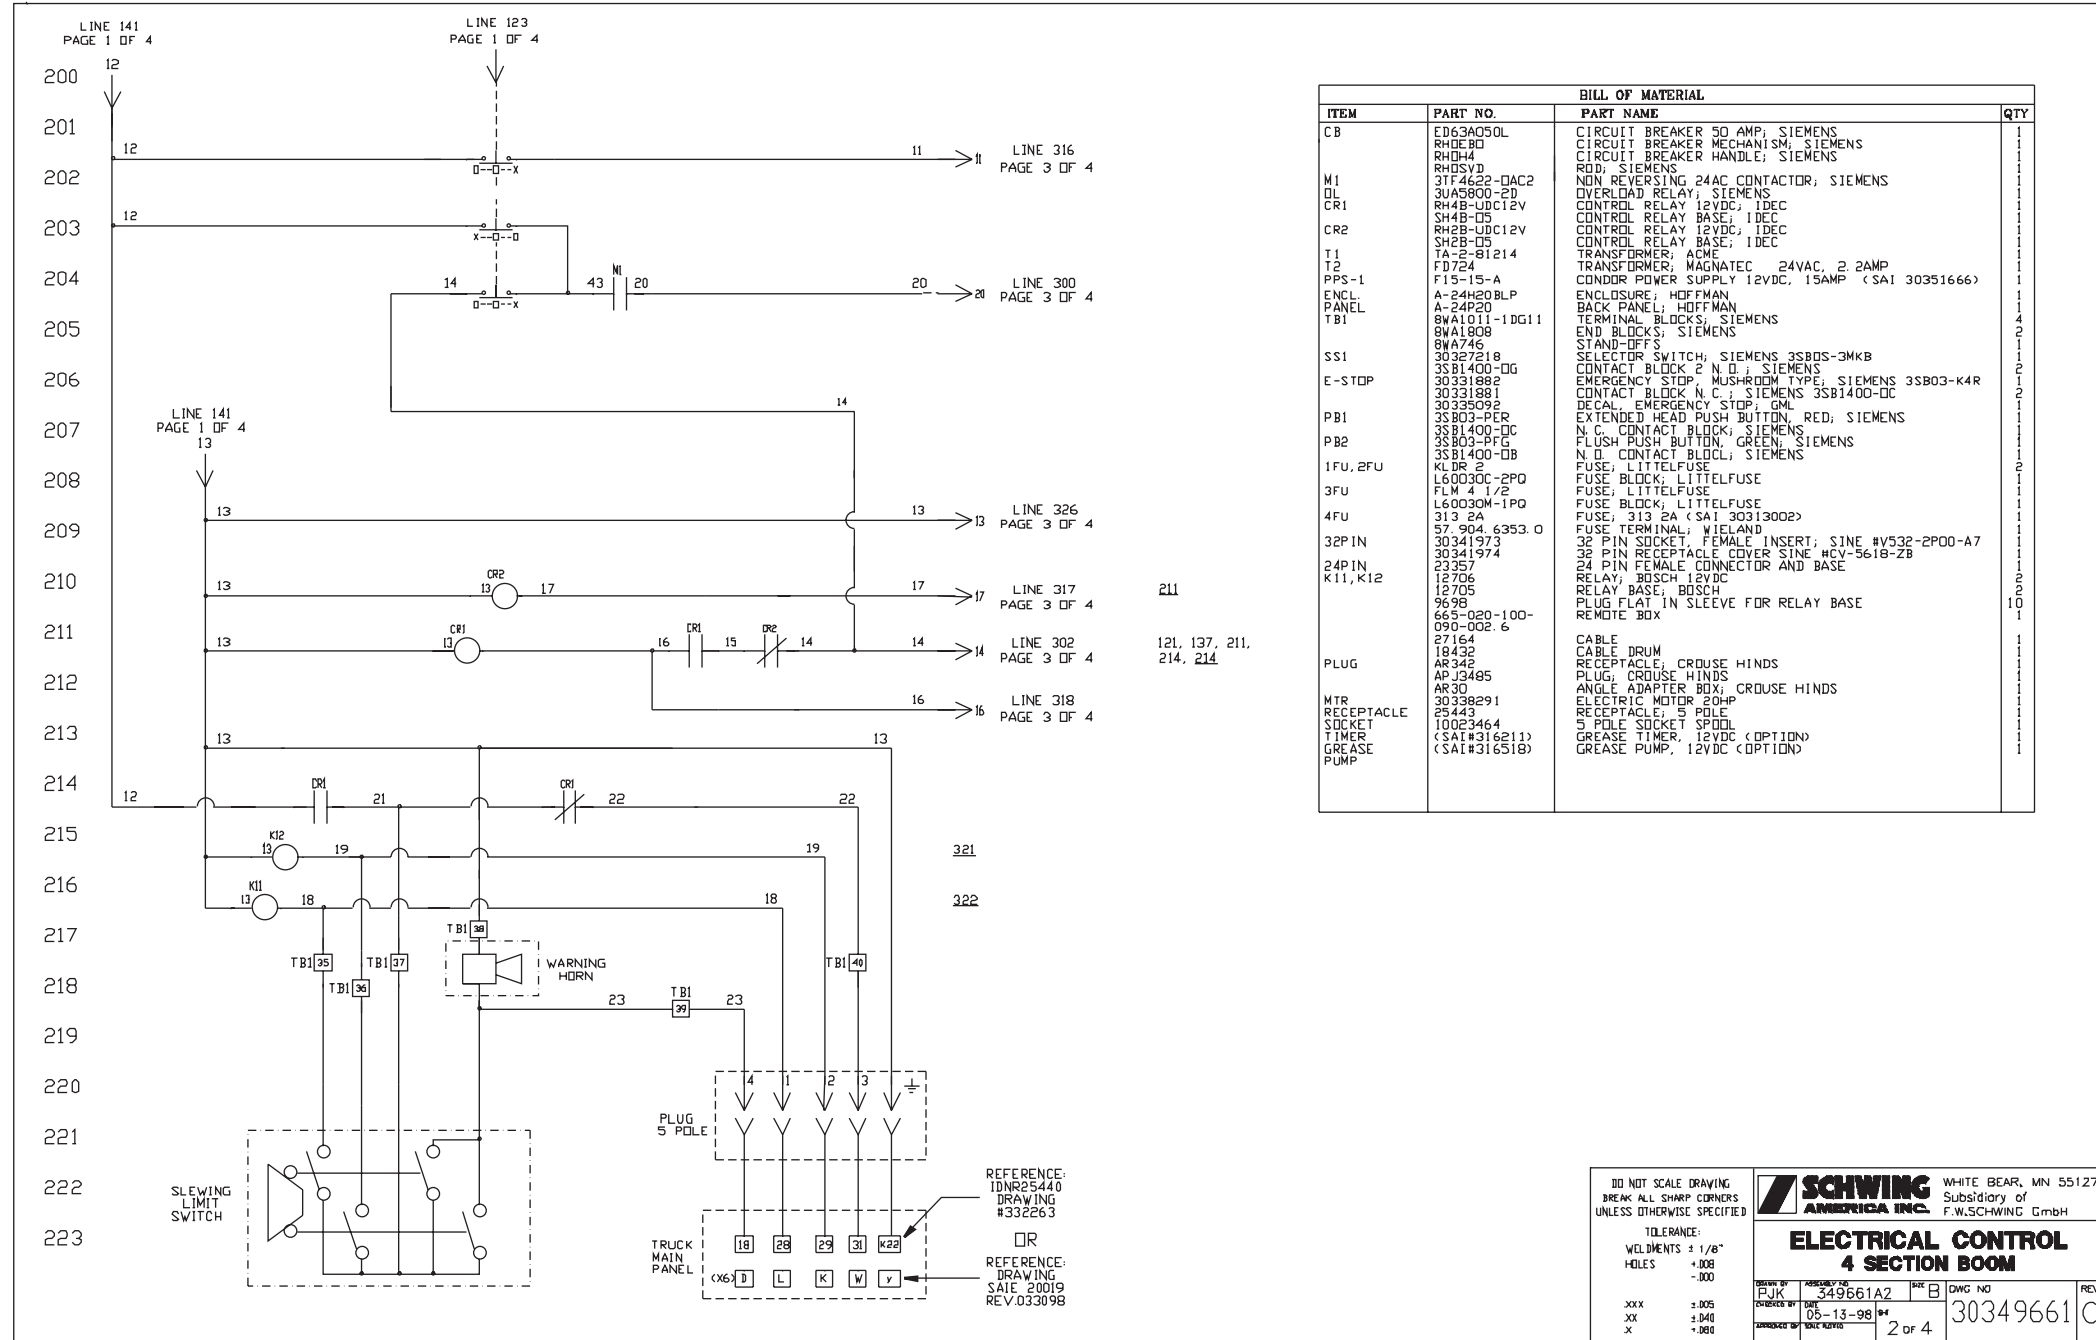 LINE 141
PAGE 1 OF 4
LINE 123
PAGE 1 OF 4
12
200
201
12
11
11
LINE 316
PAGE 3 OF 4
202
O--O--X
12
203
X--O--O
204
14
43
M1
20
20
20
LINE 300
PAGE 3 OF 4
O--O--X
205
206
14
LINE 141
PAGE 1 OF 4
13
207
208
13
13
13
LINE 326
PAGE 3 OF 4
209
210
13
CR2
13
17
17
17
LINE 317
PAGE 3 OF 4
211
211
13
CR1
13
16
CR1
15
CR2
14
14
14
LINE 302
PAGE 3 OF 4
121, 137, 211,
214, 214
212
16
16
LINE 318
PAGE 3 OF 4
213
13
13
214
12
CR1
21
CR1
22
22
215
K12
13
19
19
321
216
K11
13
18
18
322
217
TB1 38
TB1 35
TB1 37
WARNING
HORN
TB1 40
218
TB1 36
23
TB1
39
23
219
220
4
1
2
3
PLUG
5 POLE
221
222
SLEWING
LIMIT
SWITCH
223
REFERENCE:
IDNR25440
DRAWING
#332263
OR
REFERENCE:
DRAWING
SAIE 20019
REV.033098
TRUCK
MAIN
PANEL
18 28 29 31 K22
(X6) D L K W y
BILL OF MATERIAL
ITEM PART NO. PART NAME QTY
CB ED63A050L CIRCUIT BREAKER 50 AMP; SIEMENS 1
RHOEBO CIRCUIT BREAKER MECHANISM; SIEMENS 1
RHOH4 CIRCUIT BREAKER HANDLE; SIEMENS 1
RHOSVD ROD; SIEMENS 1
M1 3TF4622-OAC2 NON REVERSING 24AC CONTACTOR; SIEMENS 1
OL 3UA5800-2D OVERLOAD RELAY; SIEMENS 1
CR1 RH4B-UDC12V CONTROL RELAY 12VDC; IDEC 1
SH4B-05 CONTROL RELAY BASE; IDEC 1
CR2 RH2B-UDC12V CONTROL RELAY 12VDC; IDEC 1
SH2B-05 CONTROL RELAY BASE; IDEC 1
T1 TA-2-81214 TRANSFORMER; ACME 1
T2 FD724 TRANSFORMER; MAGNATEC 24VAC, 2.2AMP 1
PPS-1 F15-15-A CONDOR POWER SUPPLY 12VDC, 15AMP (SAI 30351666) 1
ENCL. A-24H20BLP ENCLOSURE; HOFFMAN 1
PANEL A-24P20 BACK PANEL; HOFFMAN 1
TB1 8WA1011-1DG11 TERMINAL BLOCKS; SIEMENS 4
8WA1808 END BLOCKS; SIEMENS 2
8WA746 STAND-OFFS 1
SS1 30327218 SELECTOR SWITCH; SIEMENS 3SBOS-3MKB 1
3SB1400-OG CONTACT BLOCK 2 N.O.; SIEMENS 2
E-STOP 30331882 EMERGENCY STOP, MUSHROOM TYPE; SIEMENS 3SB03-K4R 1
30331881 CONTACT BLOCK N.C.; SIEMENS 3SB1400-OC 2
30335092 DECAL, EMERGENCY STOP; GML 1
PB1 3SB03-PER EXTENDED HEAD PUSH BUTTON, RED; SIEMENS 1
3SB1400-OC N.C. CONTACT BLOCK; SIEMENS 1
PB2 3SB03-PFG FLUSH PUSH BUTTON, GREEN; SIEMENS 1
3SB1400-OB N.O. CONTACT BLOCL; SIEMENS 1
1FU,2FU KLDR 2 FUSE; LITTELFUSE 2
L60030C-2PQ FUSE BLOCK; LITTELFUSE 1
3FU FLM 4 1/2 FUSE; LITTELFUSE 1
L60030M-1PQ FUSE BLOCK; LITTELFUSE 1
4FU 313 2A FUSE; 313 2A (SAI 30313002) 1
57.904.6353.0 FUSE TERMINAL; WIELAND 1
32PIN 30341973 32 PIN SOCKET, FEMALE INSERT; SINE #V532-2P00-A7 1
30341974 32 PIN RECEPTACLE COVER SINE #CV-5618-ZB 1
24PIN 23357 24 PIN FEMALE CONNECTOR AND BASE 1
K11,K12 12706 RELAY; BOSCH 12VDC 2
12705 RELAY BASE; BOSCH 2
9698 PLUG FLAT IN SLEEVE FOR RELAY BASE 10
665-020-100- REMOTE BOX 1
090-002.6
27164 CABLE 1
18432 CABLE DRUM 1
PLUG AR342 RECEPTACLE; CROUSE HINDS 1
APJ3485 PLUG; CROUSE HINDS 1
AR30 ANGLE ADAPTER BOX; CROUSE HINDS 1
MTR 30338291 ELECTRIC MOTOR 20HP 1
RECEPTACLE 25443 RECEPTACLE; 5 POLE 1
SOCKET 10023464 5 POLE SOCKET SPOOL 1
TIMER (SAI#316211) GREASE TIMER, 12VDC (OPTION) 1
GREASE (SAI#316518) GREASE PUMP, 12VDC (OPTION) 1
PUMP
DO NOT SCALE DRAWING
BREAK ALL SHARP CORNERS
UNLESS OTHERWISE SPECIFIED
TOLERANCE:
WELDMENTS ± 1/8"
HOLES +.008
-.000
.XXX ±.005
.XX ±.040
.X +.080
SCHWING
AMERICA INC.
WHITE BEAR, MN 55127
Subsidiary of
F.W.SCHWING GmbH
ELECTRICAL CONTROL
4 SECTION BOOM
DRAWN BY PJK
ASSEMBLY NO 349661A2
SIZE B
DWG NO 30349661
REV C
CHECKED BY
DATE 05-13-98
2 OF 4
APPROVED BY